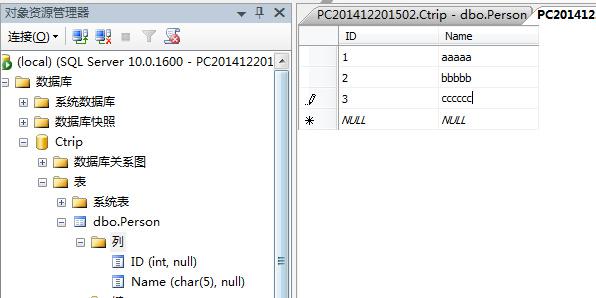 对象资源管理器
连接(O)
(local) (SQL Server 10.0.1600 - PC201412201
数据库
系统数据库
数据库快照
Ctrip
数据库关系图
表
系统表
dbo.Person
列
ID (int, null)
Name (char(5), null)
PC201412201502.Ctrip - dbo.Person
PC2014122
ID Name
1 aaaaa
2 bbbbb
3 cccccc
NULL NULL